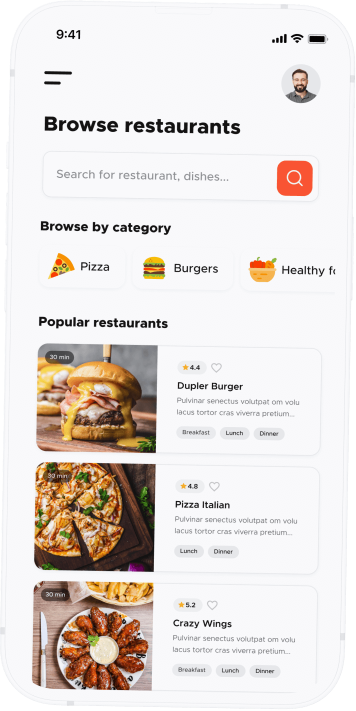 9:41
Browse restaurants
Search for restaurant, dishes...
Browse by category
Pizza
Burgers
Healthy fo
Popular restaurants
30 min
4.4
Dupler Burger
Pulvinar senectus volutpat om volu
lacus tortor cras viverra pretium...
Breakfast Lunch Dinner
30 min
4.8
Pizza Italian
Pulvinar senectus volutpat om volu
lacus tortor cras viverra pretium...
Lunch Dinner
30 min
5.2
Crazy Wings
Pulvinar senectus volutpat om volu
lacus tortor cras viverra pretium...
Breakfast Lunch Dinner